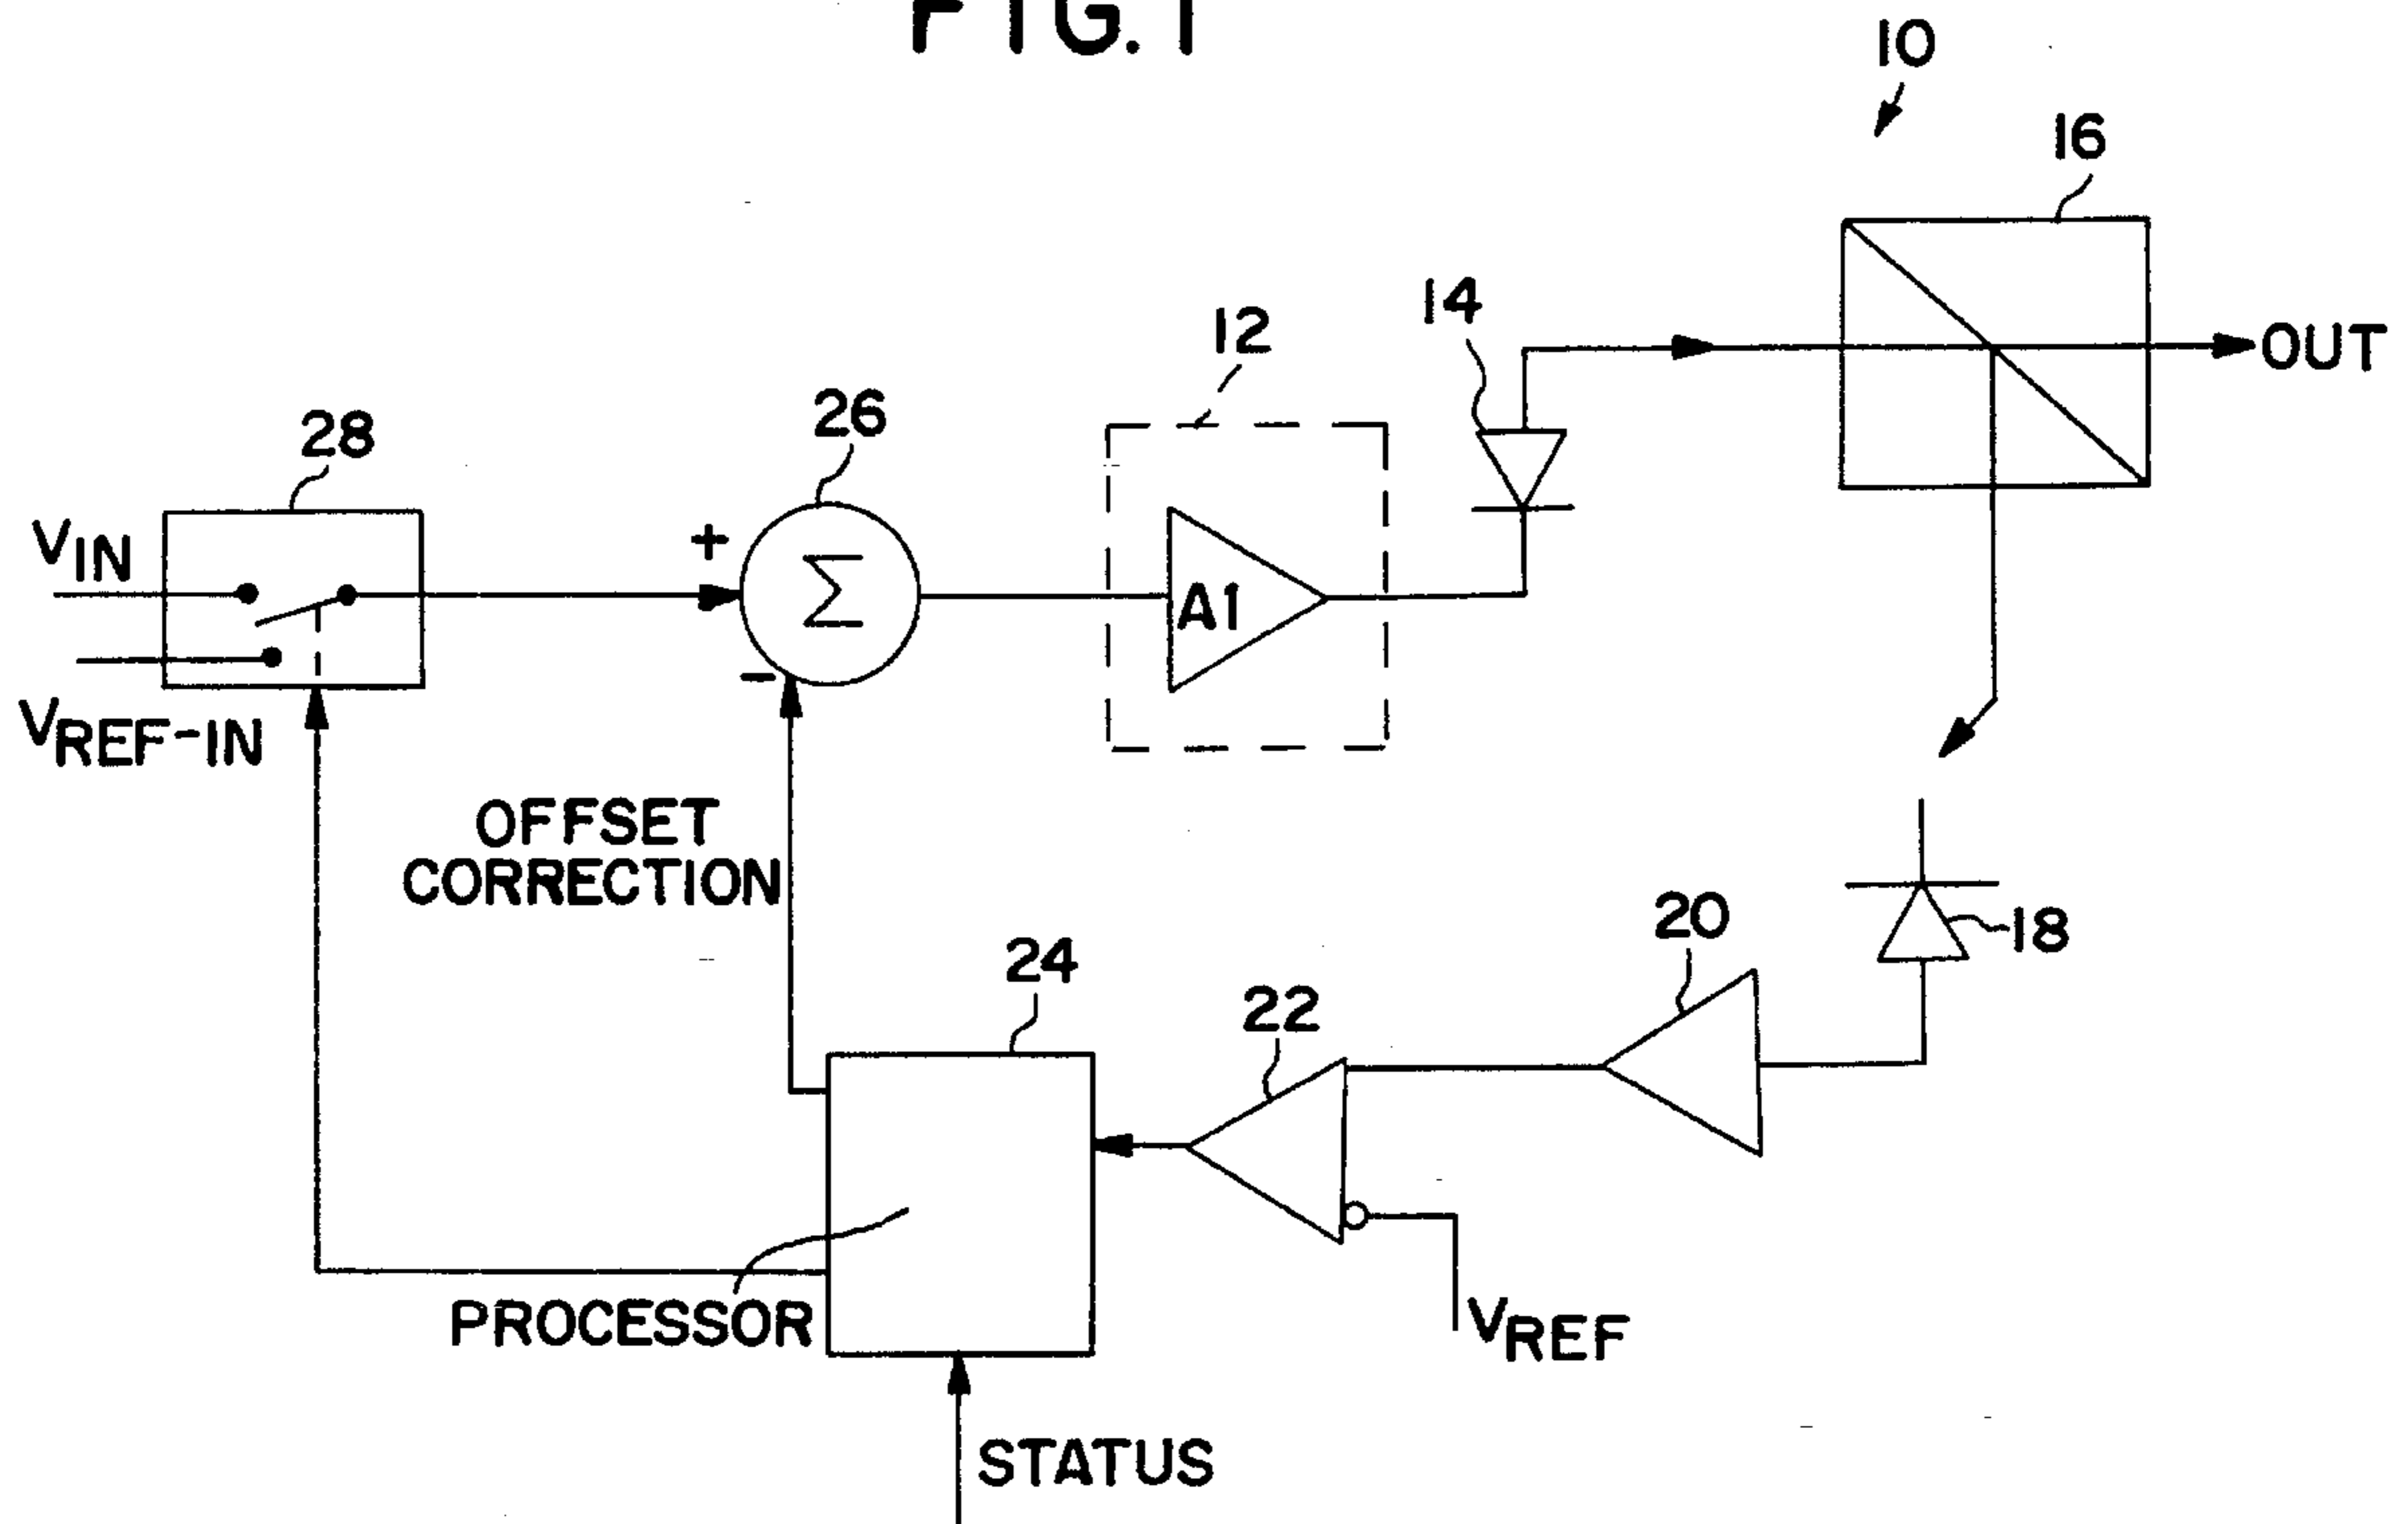 FIG. 1
10
16
14
12
OUT
26
28
VIN
+
Σ
A1
-
VREF-IN
OFFSET
CORRECTION
20
18
24
22
PROCESSOR
VREF
STATUS